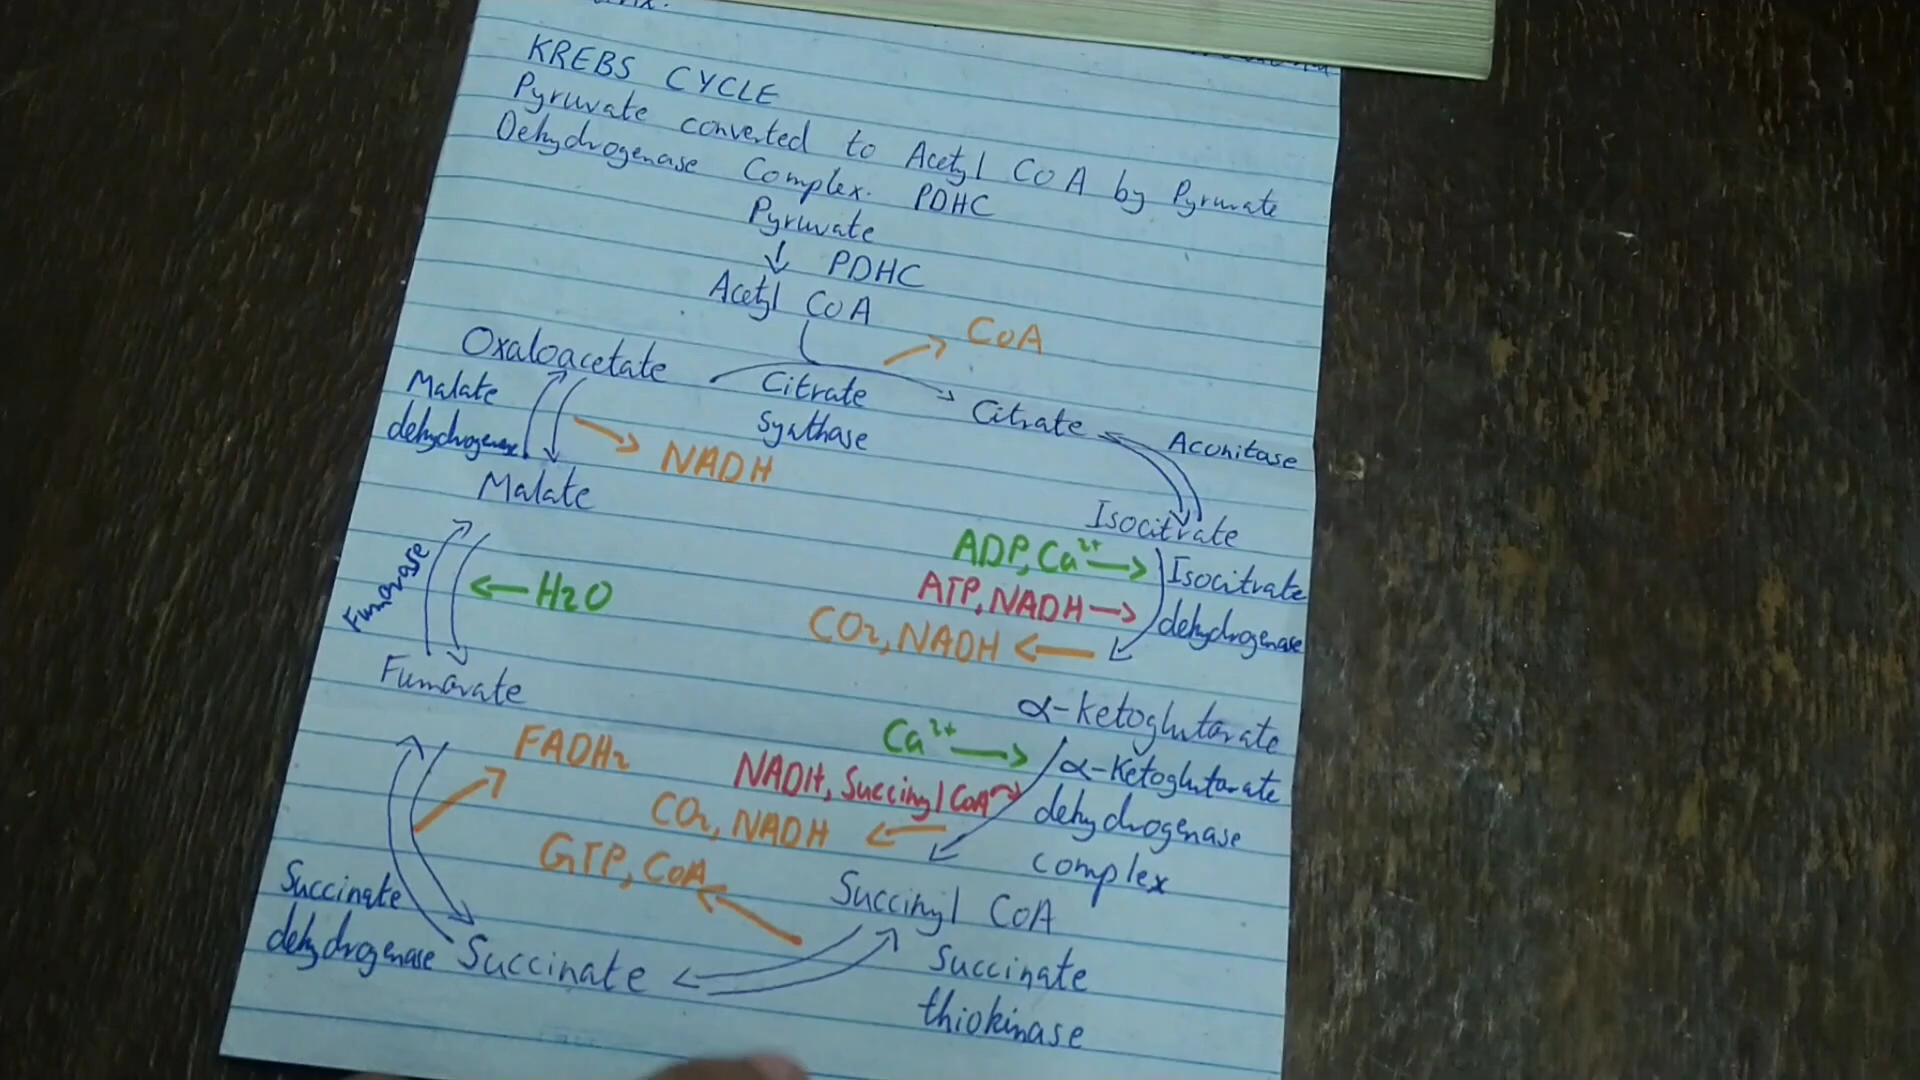 KREBS CYCLE
Pyruvate converted to Acetyl CoA by Pyruvate
Dehydrogenase Complex. PDHC
Pyruvate
↓ PDHC
Acetyl CoA
CoA
Oxaloacetate
Citrate
Synthase
Citrate
Malate
dehydrogenase
NADH
Aconitase
Malate
Isocitrate
ADP, Ca²⁺ →
Isocitrate
dehydrogenase
ATP, NADH →
CO₂, NADH ←
Fumarase
← H2O
Fumarate
α-Ketoglutarate
Ca²⁺ →
α-Ketoglutarate
dehydrogenase
complex
NADH, Succinyl CoA →
CO₂, NADH ←
FADH₂
GTP, CoA
Succinyl CoA
Succinate
dehydrogenase
Succinate
Succinate
thiokinase